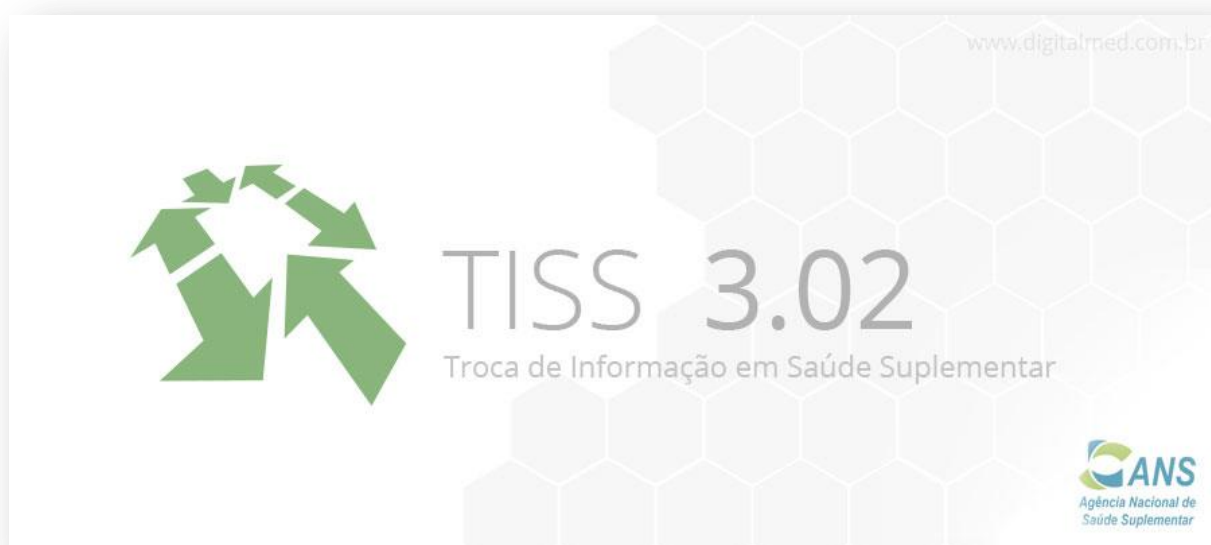 www.digitalmed.com.br
TISS 3.02
Troca de Informação em Saúde Suplementar
ANS
Agência Nacional de
Saúde Suplementar